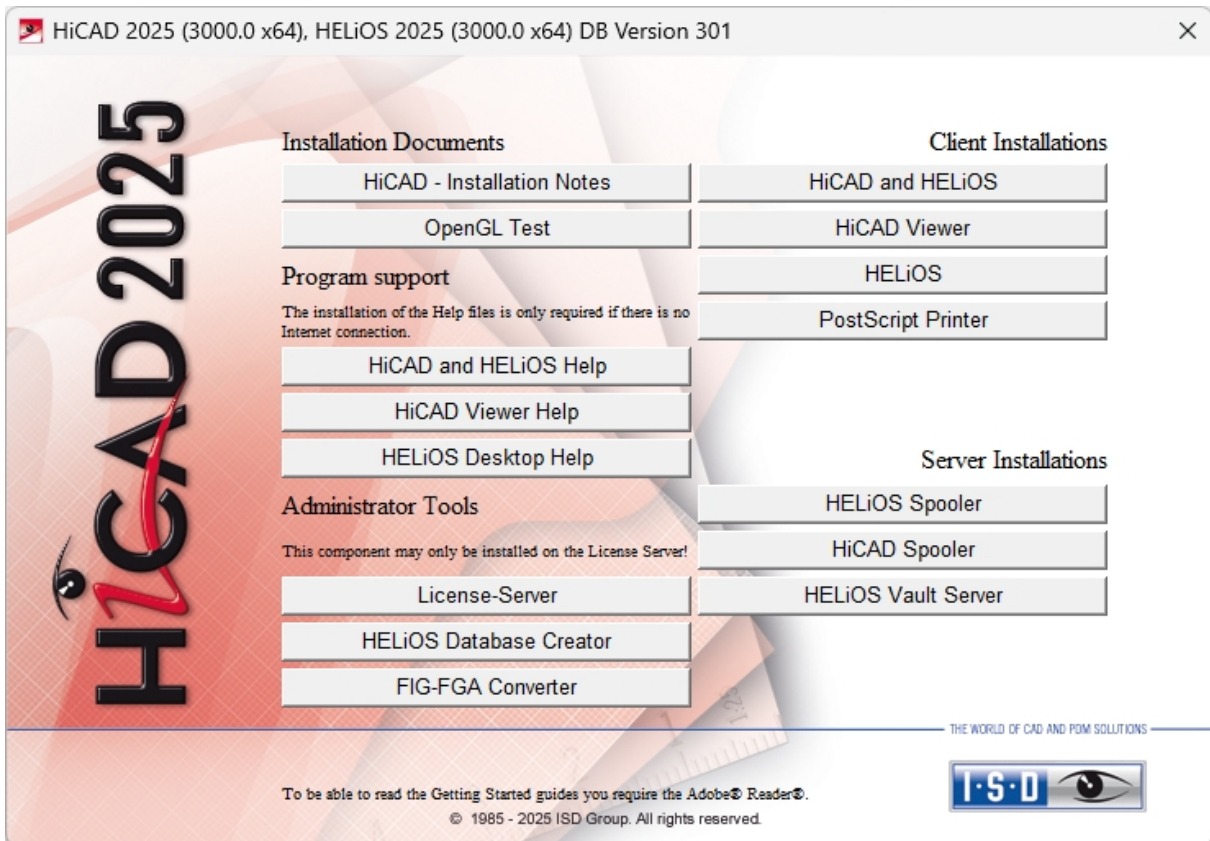 HiCAD 2025 (3000.0 x64), HELiOS 2025 (3000.0 x64) DB Version 301
HiCAD 2025
Installation Documents
HiCAD - Installation Notes
OpenGL Test
Program support
The installation of the Help files is only required if there is no
Internet connection.
HiCAD and HELiOS Help
HiCAD Viewer Help
HELiOS Desktop Help
Administrator Tools
This component may only be installed on the License Server!
License-Server
HELiOS Database Creator
FIG-FGA Converter
Client Installations
HiCAD and HELiOS
HiCAD Viewer
HELiOS
PostScript Printer
Server Installations
HELiOS Spooler
HiCAD Spooler
HELiOS Vault Server
THE WORLD OF CAD AND PDM SOLUTIONS
I·S·D
To be able to read the Getting Started guides you require the Adobe® Reader®.
© 1985 - 2025 ISD Group. All rights reserved.